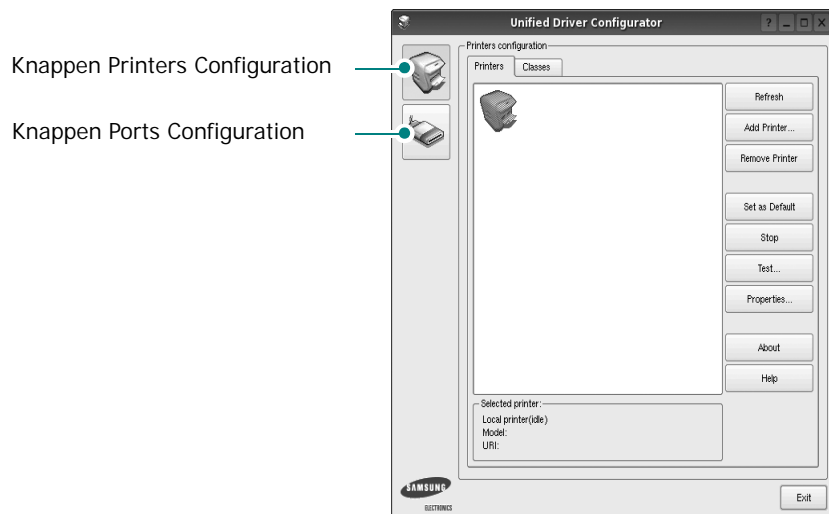 Unified Driver Configurator
Knappen Printers Configuration
Knappen Ports Configuration
Printers configuration
Printers Classes
Refresh
Add Printer...
Remove Printer
Set as Default
Stop
Test...
Properties...
About
Help
Selected printer:
Local printer(idle)
Model:
URI:
SAMSUNG
ELECTRONICS
Exit